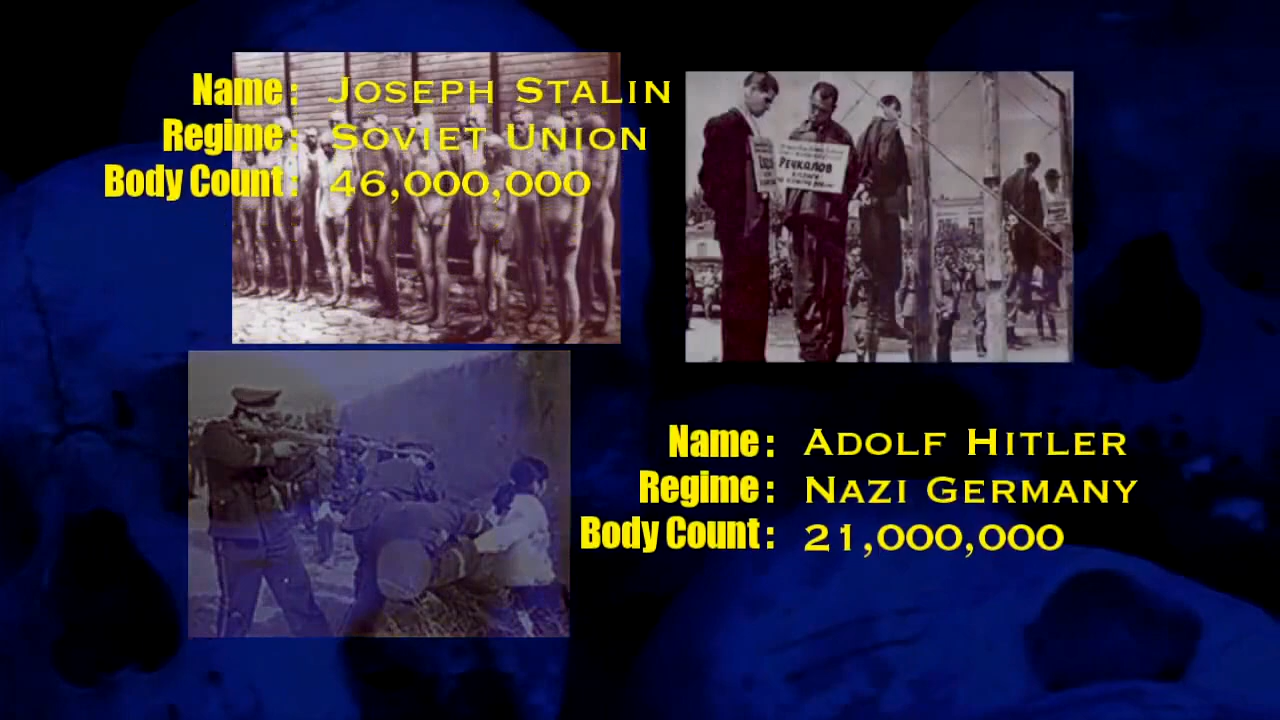 Name: Joseph Stalin
Regime: Soviet Union
Body Count: 46,000,000
Речкалов
Name: Adolf Hitler
Regime: Nazi Germany
Body Count: 21,000,000